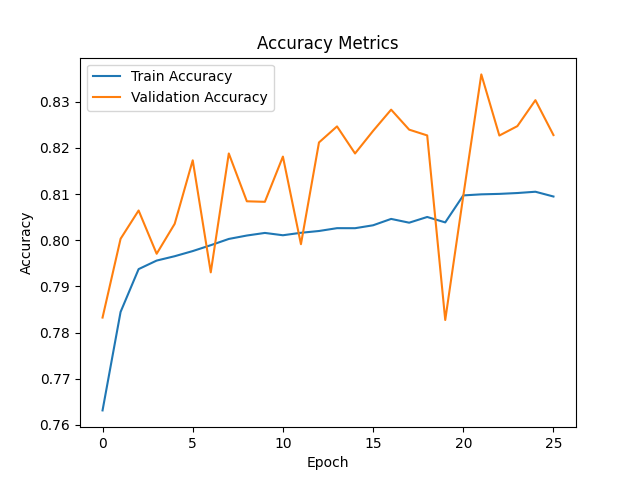 Accuracy Metrics
Train Accuracy
Validation Accuracy
Accuracy
0.83
0.82
0.81
0.80
0.79
0.78
0.77
0.76
0 5 10 15 20 25
Epoch